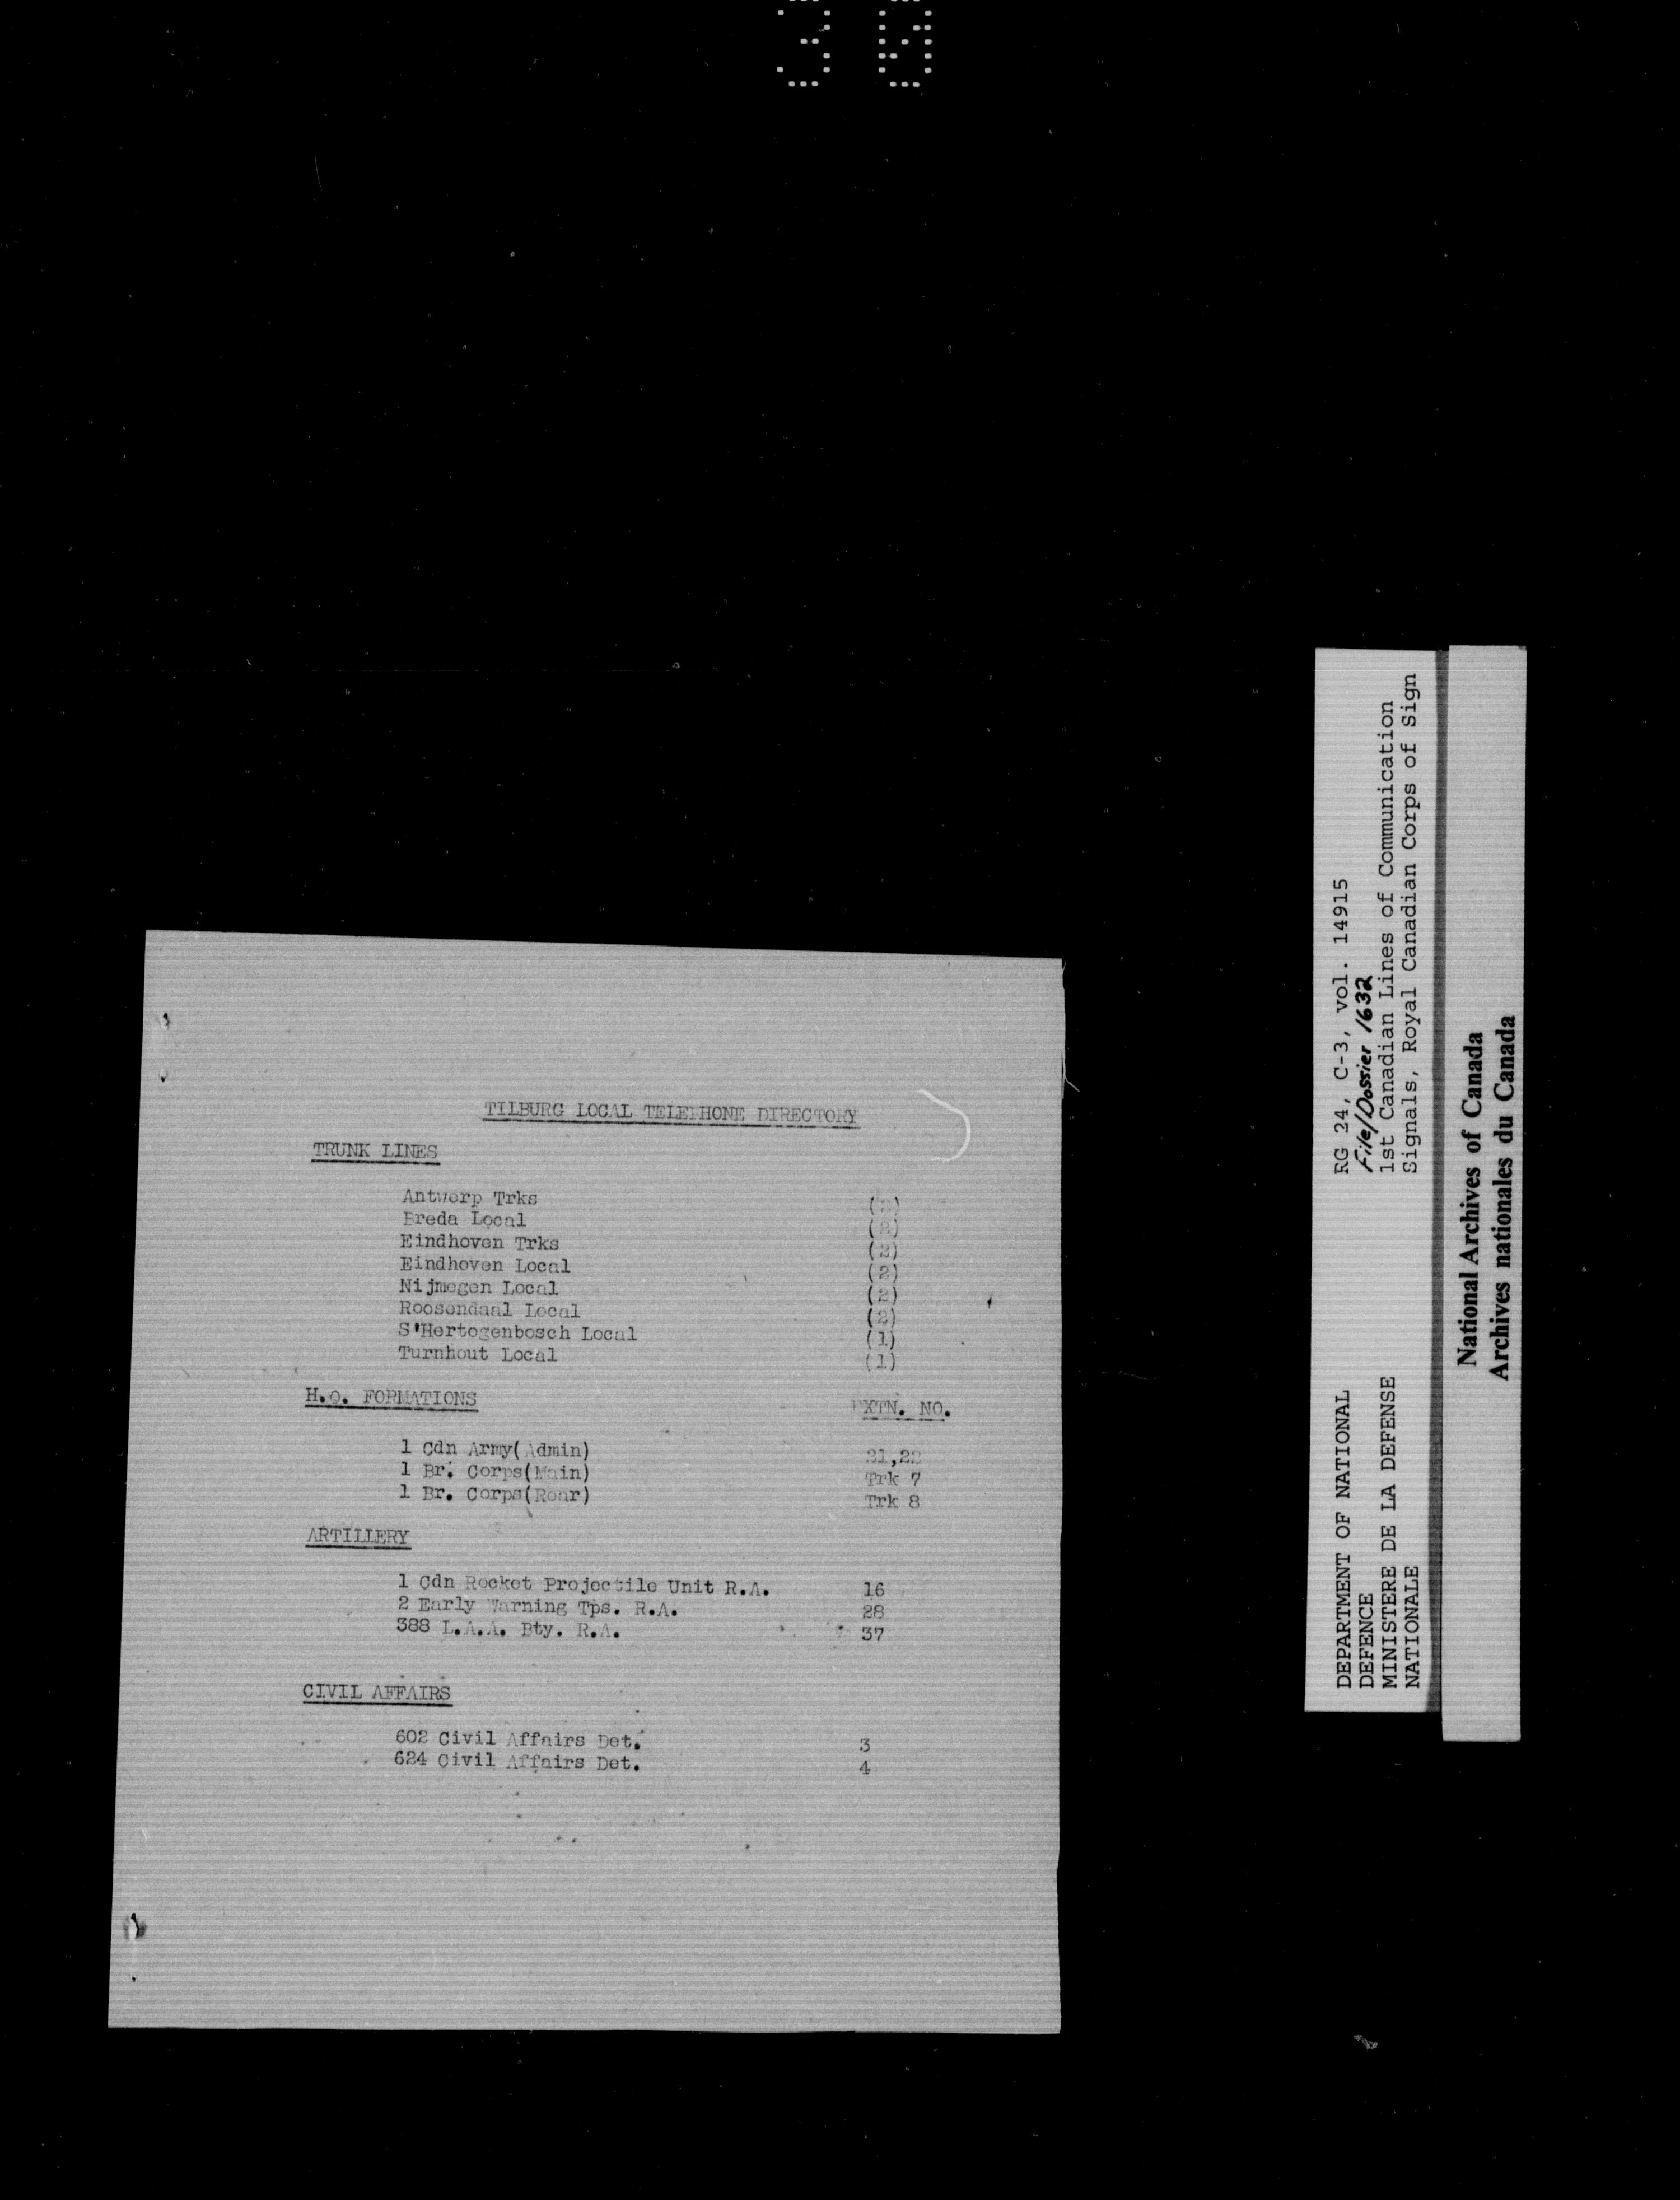 30
TILBURG LOCAL TELEPHONE DIRECTORY
TRUNK LINES
Antwerp Trks (2)
Breda Local (2)
Eindhoven Trks (2)
Eindhoven Local (2)
Nijmegen Local (2)
Roosendaal Local (2)
S'Hertogenbosch Local (1)
Turnhout Local (1)
H.Q. FORMATIONS EXTN. NO.
1 Cdn Army(Admin) 21,22
1 Br. Corps(Main) Trk 7
1 Br. Corps(Rear) Trk 8
ARTILLERY
1 Cdn Rocket Projectile Unit R.A. 16
2 Early Warning Tps. R.A. 28
388 L.A.A. Bty. R.A. 37
CIVIL AFFAIRS
602 Civil Affairs Det. 3
624 Civil Affairs Det. 4
DEPARTMENT OF NATIONAL
DEFENCE
MINISTERE DE LA DEFENSE
NATIONALE
RG 24, C-3, vol. 14915
File/Dossier 1632
1st Canadian Lines of Communication
Signals, Royal Canadian Corps of Sign
National Archives of Canada
Archives nationales du Canada